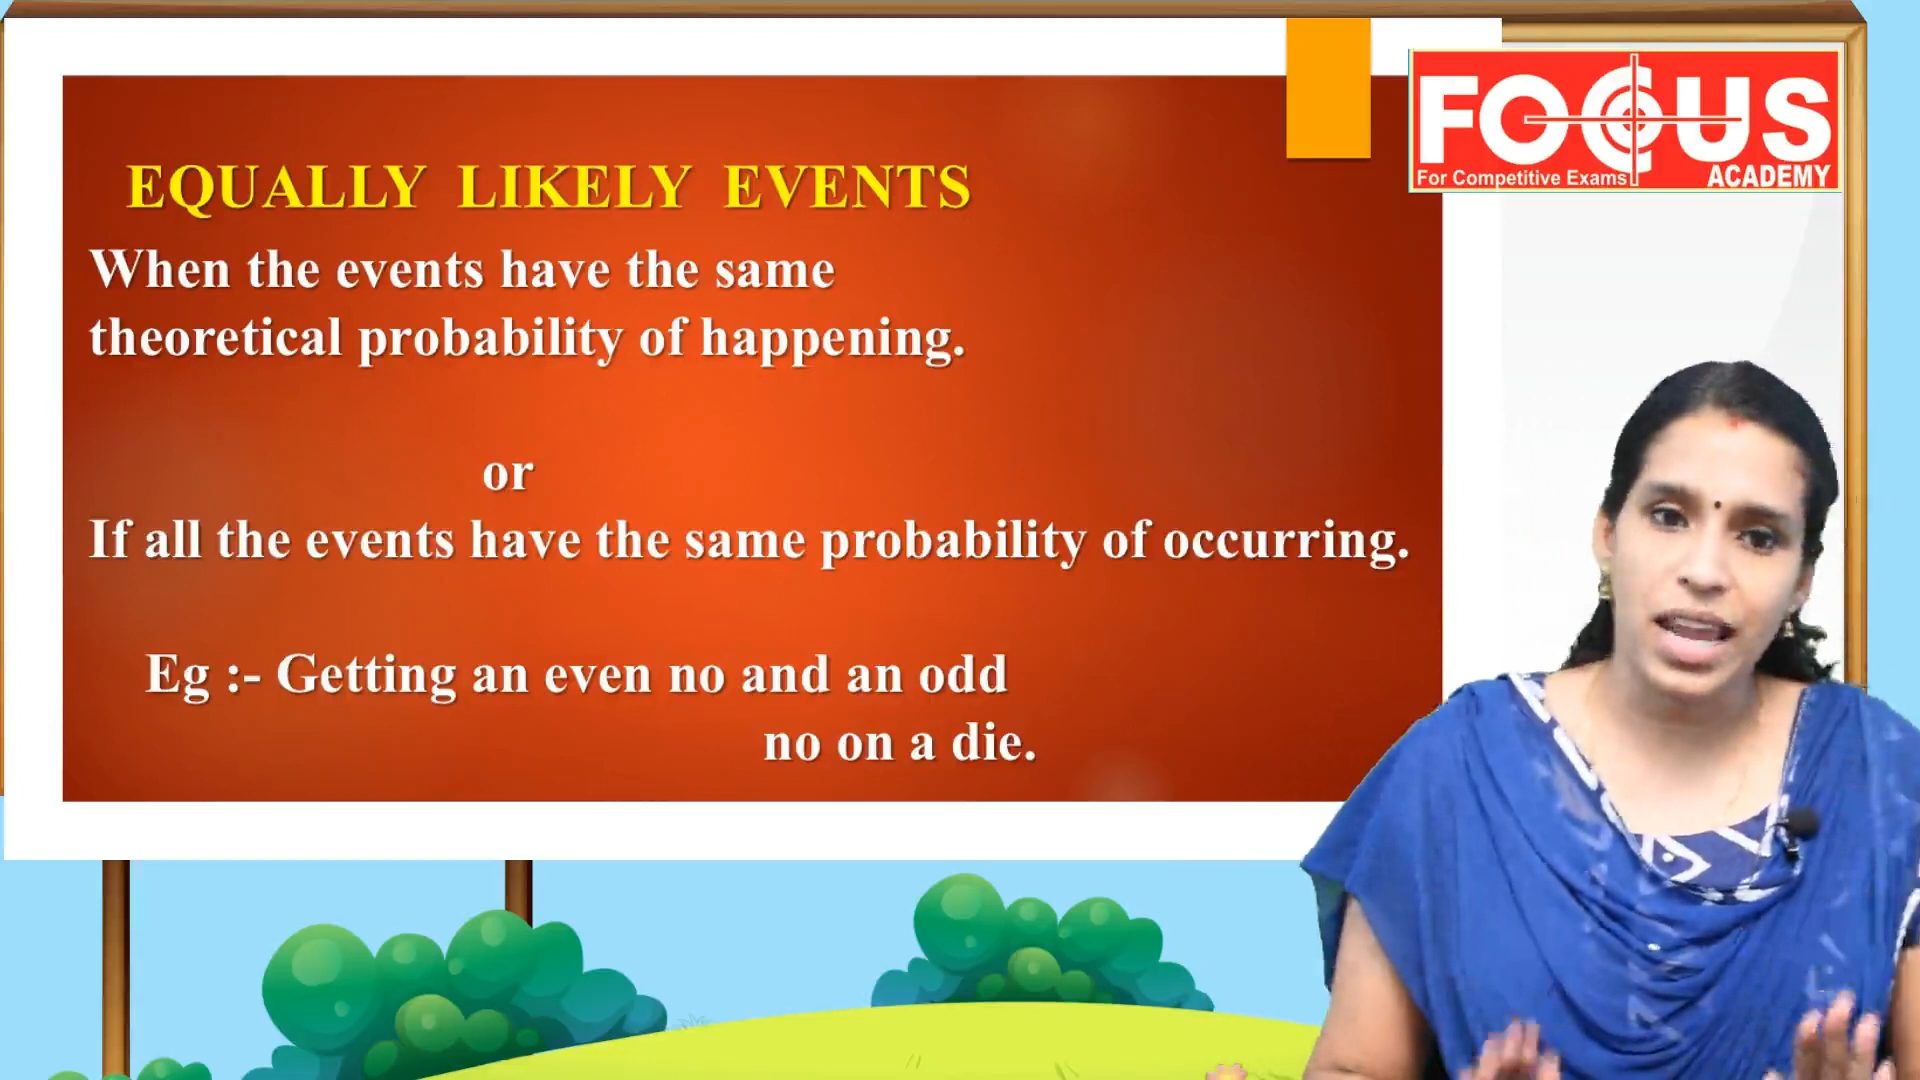 FOCUS
For Competitive Exams
ACADEMY
EQUALLY LIKELY EVENTS
When the events have the same
theoretical probability of happening.
or
If all the events have the same probability of occurring.
Eg :- Getting an even no and an odd
no on a die.